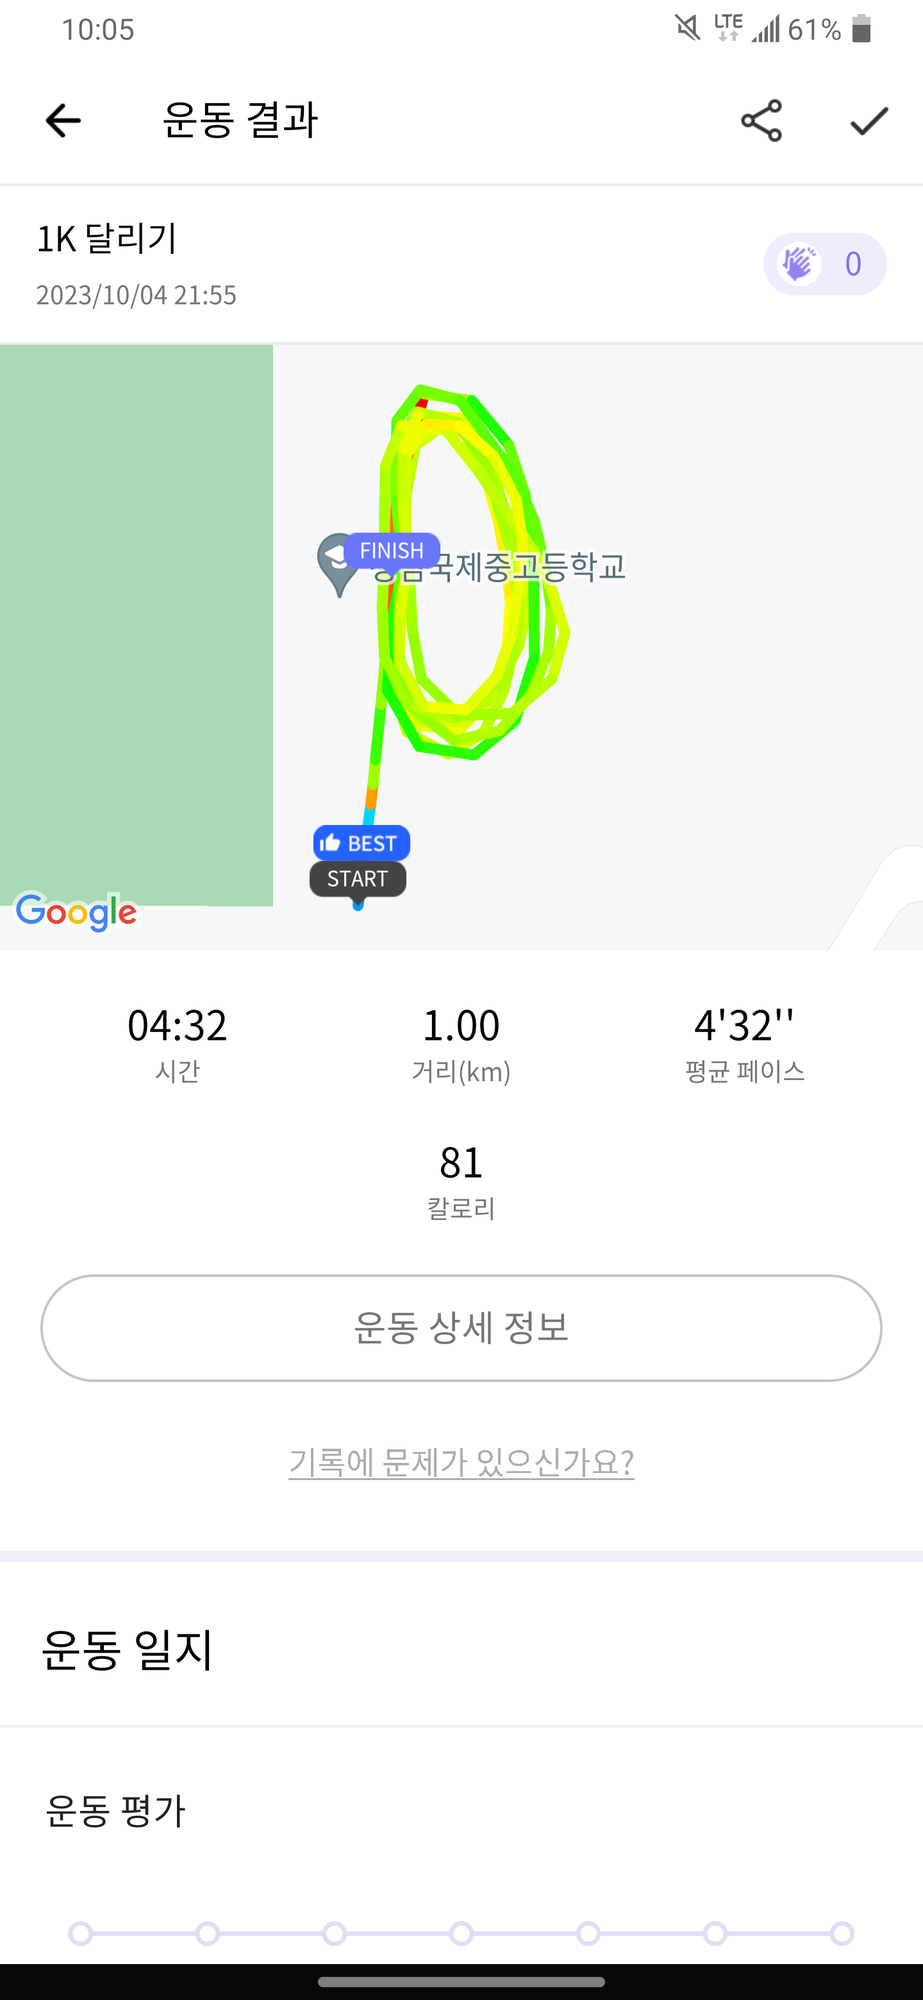 10:05
LTE
61%
운동 결과
1K 달리기
2023/10/04 21:55
0
FINISH
국제중고등학교
BEST
START
Google
04:32
1.00
4'32''
시간
거리(km)
평균 페이스
81
칼로리
운동 상세 정보
기록에 문제가 있으신가요?
운동 일지
운동 평가